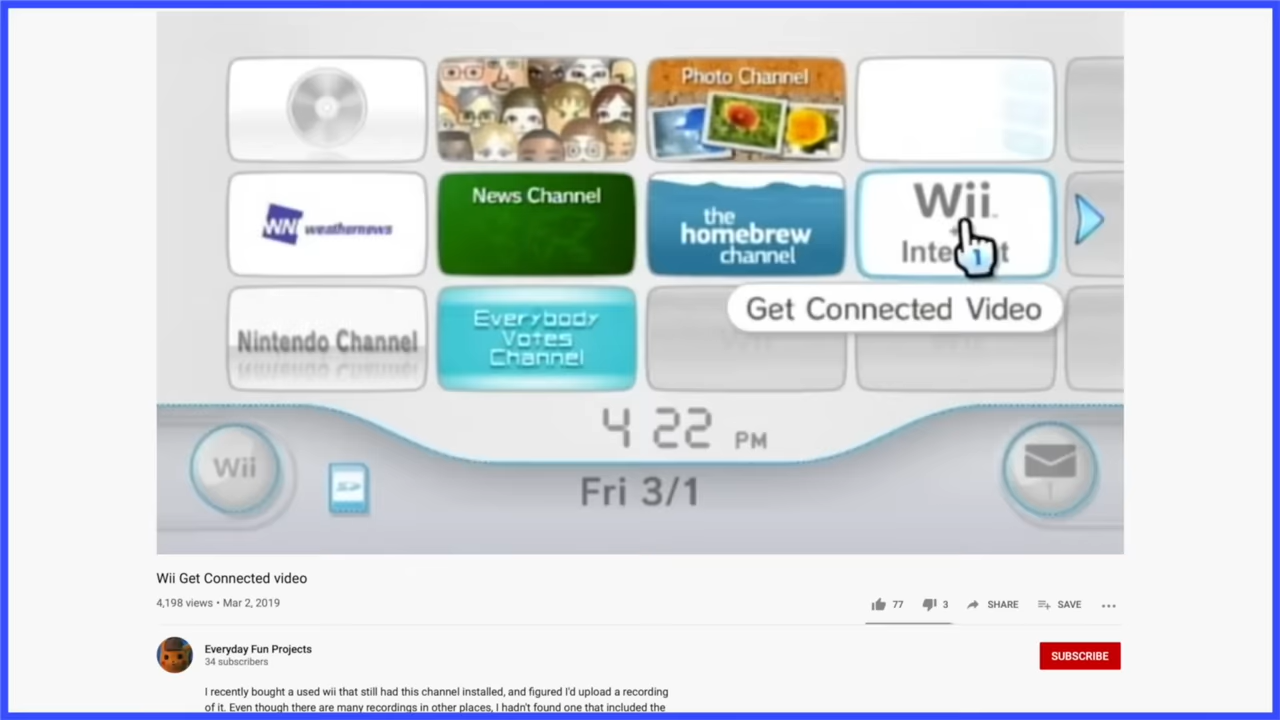 Photo Channel
WN weathernews
News Channel
the
homebrew
channel
Wii
Get Connected Video
Nintendo Channel
Everybody
Votes
Channel
4 22 PM
Wii
SD
Fri 3/1
1
Wii Get Connected video
4,198 views • Mar 2, 2019
77
3
SHARE
SAVE
Everyday Fun Projects
34 subscribers
SUBSCRIBE
I recently bought a used wii that still had this channel installed, and figured I'd upload a recording
of it. Even though there are many recordings in other places, I hadn't found one that included the